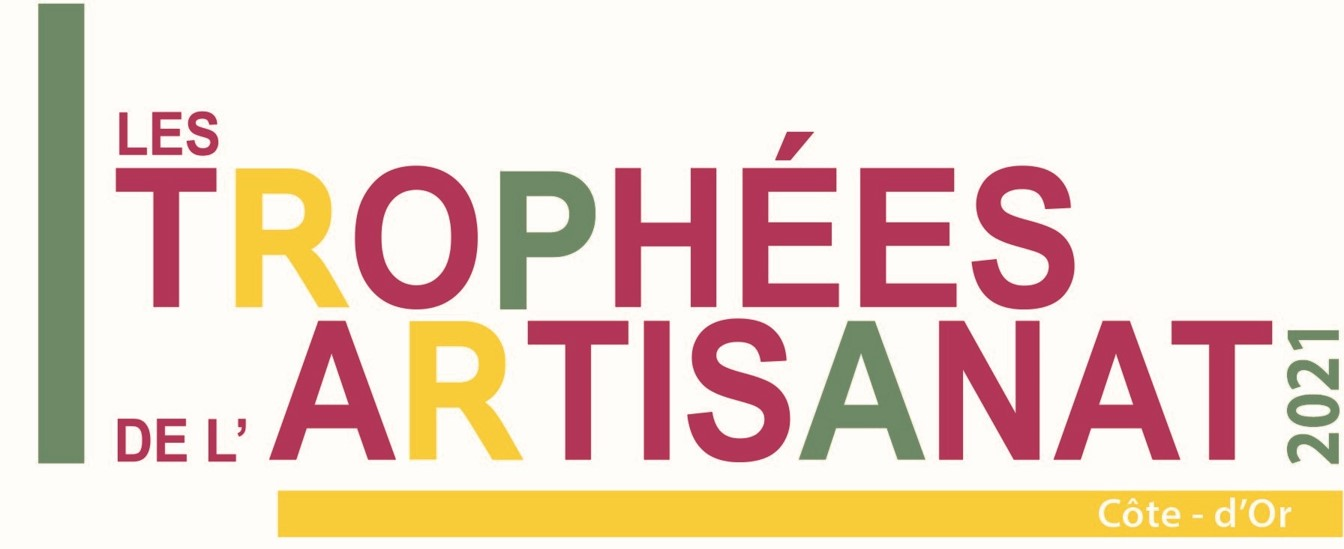 LES
TROPHÉES
DE L’ ARTISANAT
2021
Côte - d’Or